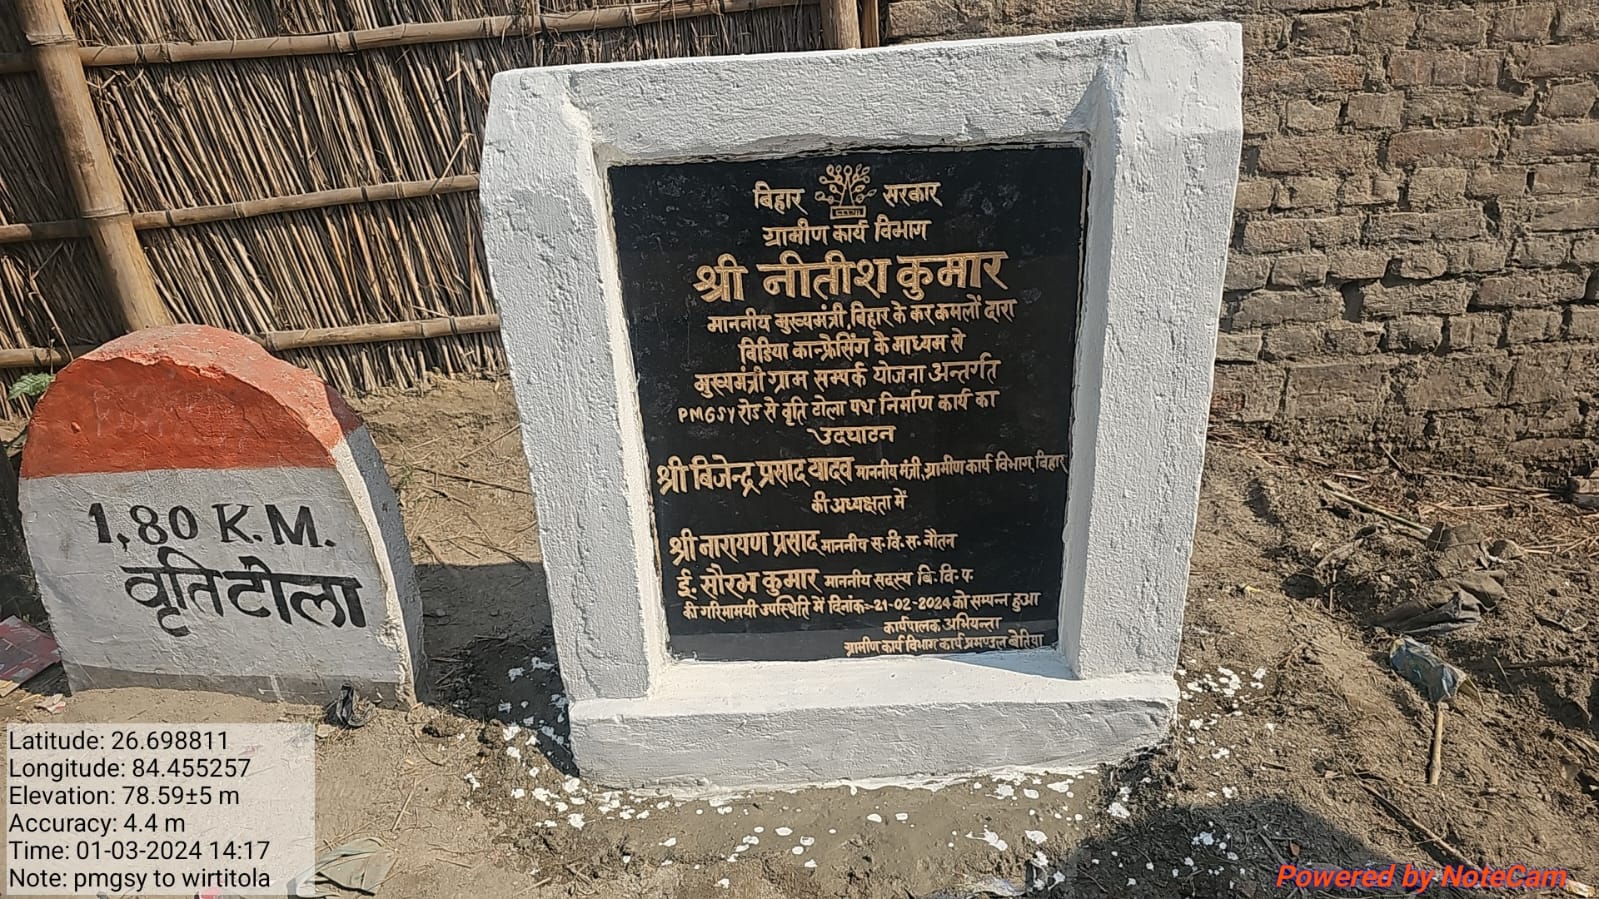 बिहार सरकार
ग्रामीण कार्य विभाग
श्री नीतीश कुमार
माननीय मुख्यमंत्री, बिहार के कर कमलों द्वारा
विडिया कान्फ्रेसिंग के माध्यम से
मुख्यमंत्री ग्राम सम्पर्क योजना अन्तर्गत
PMGSY रोड से वृति टोला पथ निर्माण कार्य का
उदघाटन
श्री बिजेन्द्र प्रसाद यादव माननीय मंत्री, ग्रामीण कार्य विभाग, बिहार
की अध्यक्षता में
श्री नारायण प्रसाद माननीय स. वि. स. नौतन
ई. सौरभ कुमार माननीय सदस्य बि. वि. प.
की गरिमामयी उपस्थिति में दिनांक-21-02-2024 को सम्पन्न हुआ
कार्यपालक अभियन्ता
ग्रामीण कार्य विभाग कार्य प्रमण्डल बेतिया
1,80 K.M.
वृति टोला
Latitude: 26.698811
Longitude: 84.455257
Elevation: 78.59±5 m
Accuracy: 4.4 m
Time: 01-03-2024 14:17
Note: pmgsy to wirtitola
Powered by NoteCam